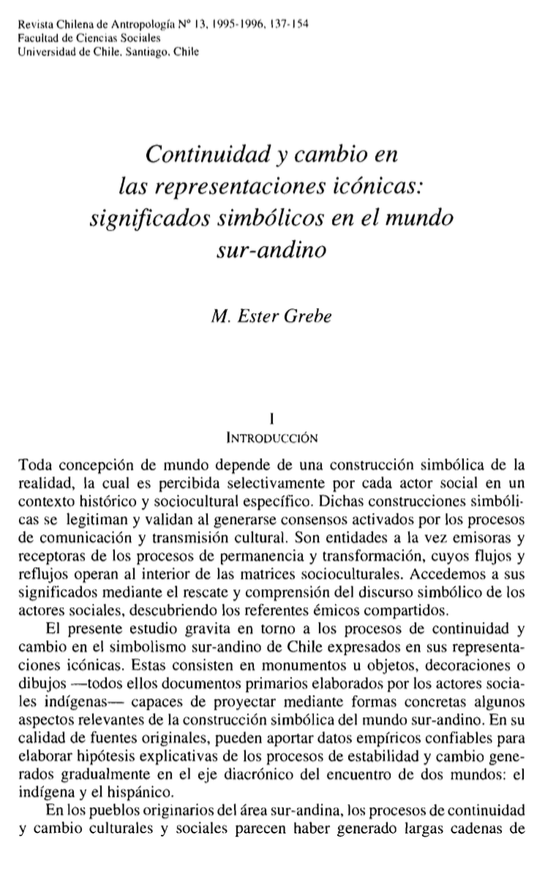 Revista Chilena de Antropología Nº 13, 1995-1996, 137-154
Facultad de Ciencias Sociales
Universidad de Chile. Santiago. Chile
Continuidad y cambio en
las representaciones icónicas:
significados simbólicos en el mundo
sur-andino
M. Ester Grebe
I
INTRODUCCIÓN
Toda concepción de mundo depende de una construcción simbólica de la
realidad, la cual es percibida selectivamente por cada actor social en un
contexto histórico y sociocultural específico. Dichas construcciones simbóli-
cas se legitiman y validan al generarse consensos activados por los procesos
de comunicación y transmisión cultural. Son entidades a la vez emisoras y
receptoras de los procesos de permanencia y transformación, cuyos flujos y
reflujos operan al interior de las matrices socioculturales. Accedemos a sus
significados mediante el rescate y comprensión del discurso simbólico de los
actores sociales, descubriendo los referentes émicos compartidos.
El presente estudio gravita en torno a los procesos de continuidad y
cambio en el simbolismo sur-andino de Chile expresados en sus representa-
ciones icónicas. Estas consisten en monumentos u objetos, decoraciones o
dibujos —todos ellos documentos primarios elaborados por los actores socia-
les indígenas— capaces de proyectar mediante formas concretas algunos
aspectos relevantes de la construcción simbólica del mundo sur-andino. En su
calidad de fuentes originales, pueden aportar datos empíricos confiables para
elaborar hipótesis explicativas de los procesos de estabilidad y cambio gene-
rados gradualmente en el eje diacrónico del encuentro de dos mundos: el
indígena y el hispánico.
En los pueblos originarios del área sur-andina, los procesos de continuidad
y cambio culturales y sociales parecen haber generado largas cadenas de